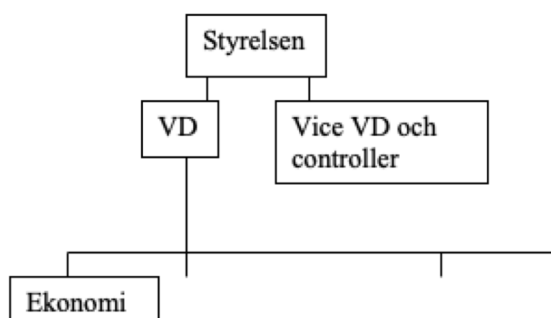 Styrelsen
VD
Vice VD och
controller
Ekonomi